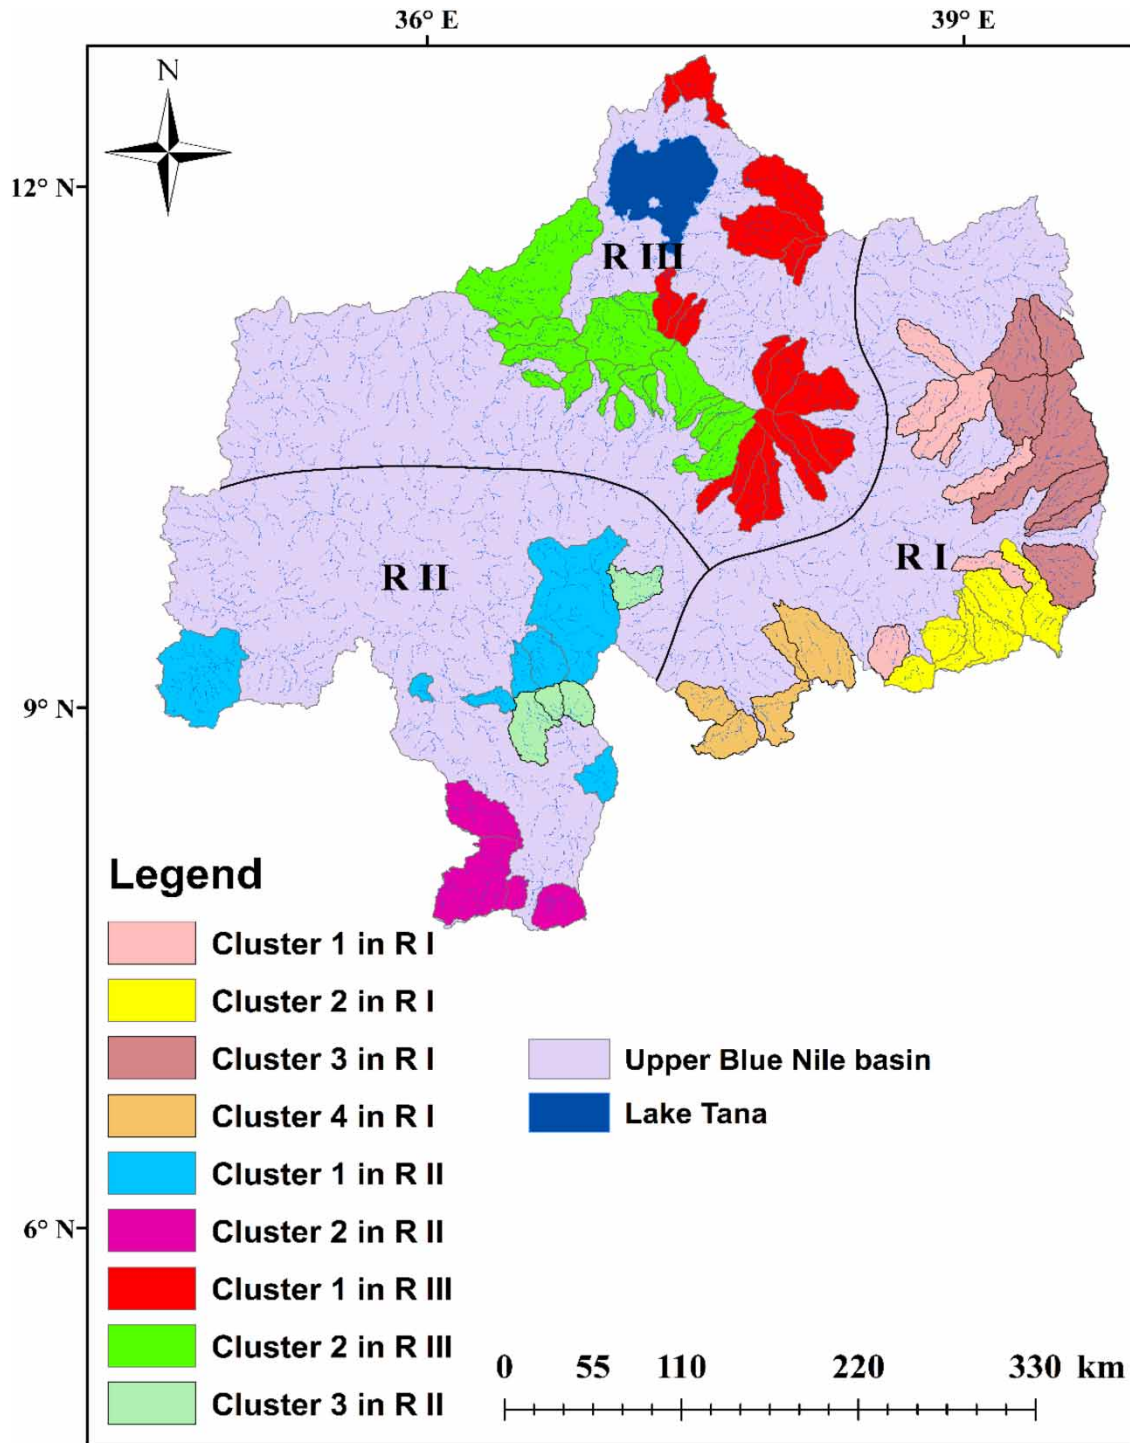 36° E 39° E
N
12° N
R III
R I
R II
9° N
Legend
Cluster 1 in R I
Cluster 2 in R I
Cluster 3 in R I
Upper Blue Nile basin
Cluster 4 in R I
Lake Tana
Cluster 1 in R II
Cluster 2 in R II
6° N
Cluster 1 in R III
Cluster 2 in R III
Cluster 3 in R II
0 55 110 220 330 km